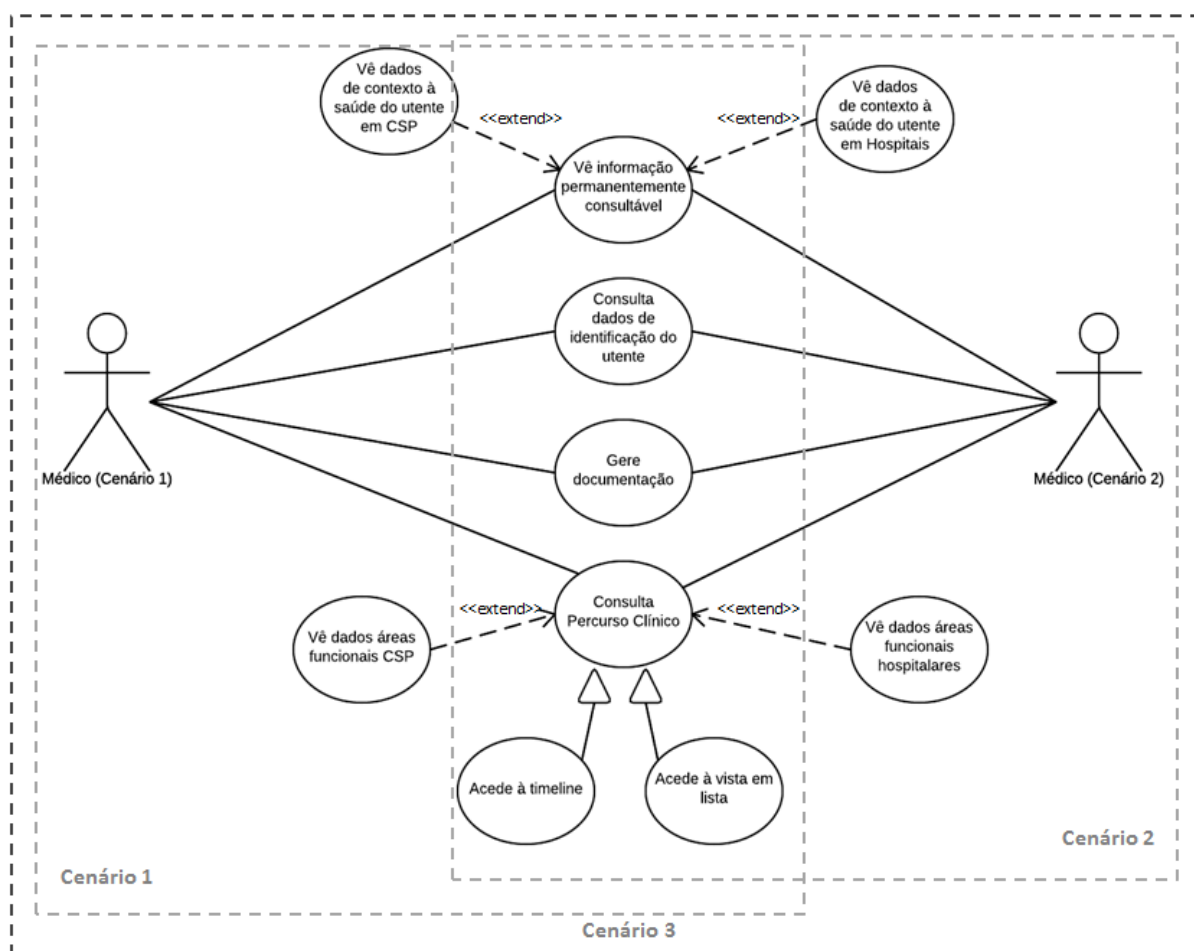 Vê dados
de contexto à
saúde do utente
em CSP
<<extend>>
<<extend>>
Vê dados
de contexto à
saúde do utente
em Hospitais
Vê informação
permanentemente
consultável
Consulta
dados de
identificação do
utente
Médico (Cenário 1)
Gere
documentação
Médico (Cenário 2)
<<extend>>
Consulta
Percurso Clínico
<<extend>>
Vê dados áreas
funcionais CSP
Vê dados áreas
funcionais
hospitalares
Acede à timeline
Acede à vista em
lista
Cenário 2
Cenário 1
Cenário 3